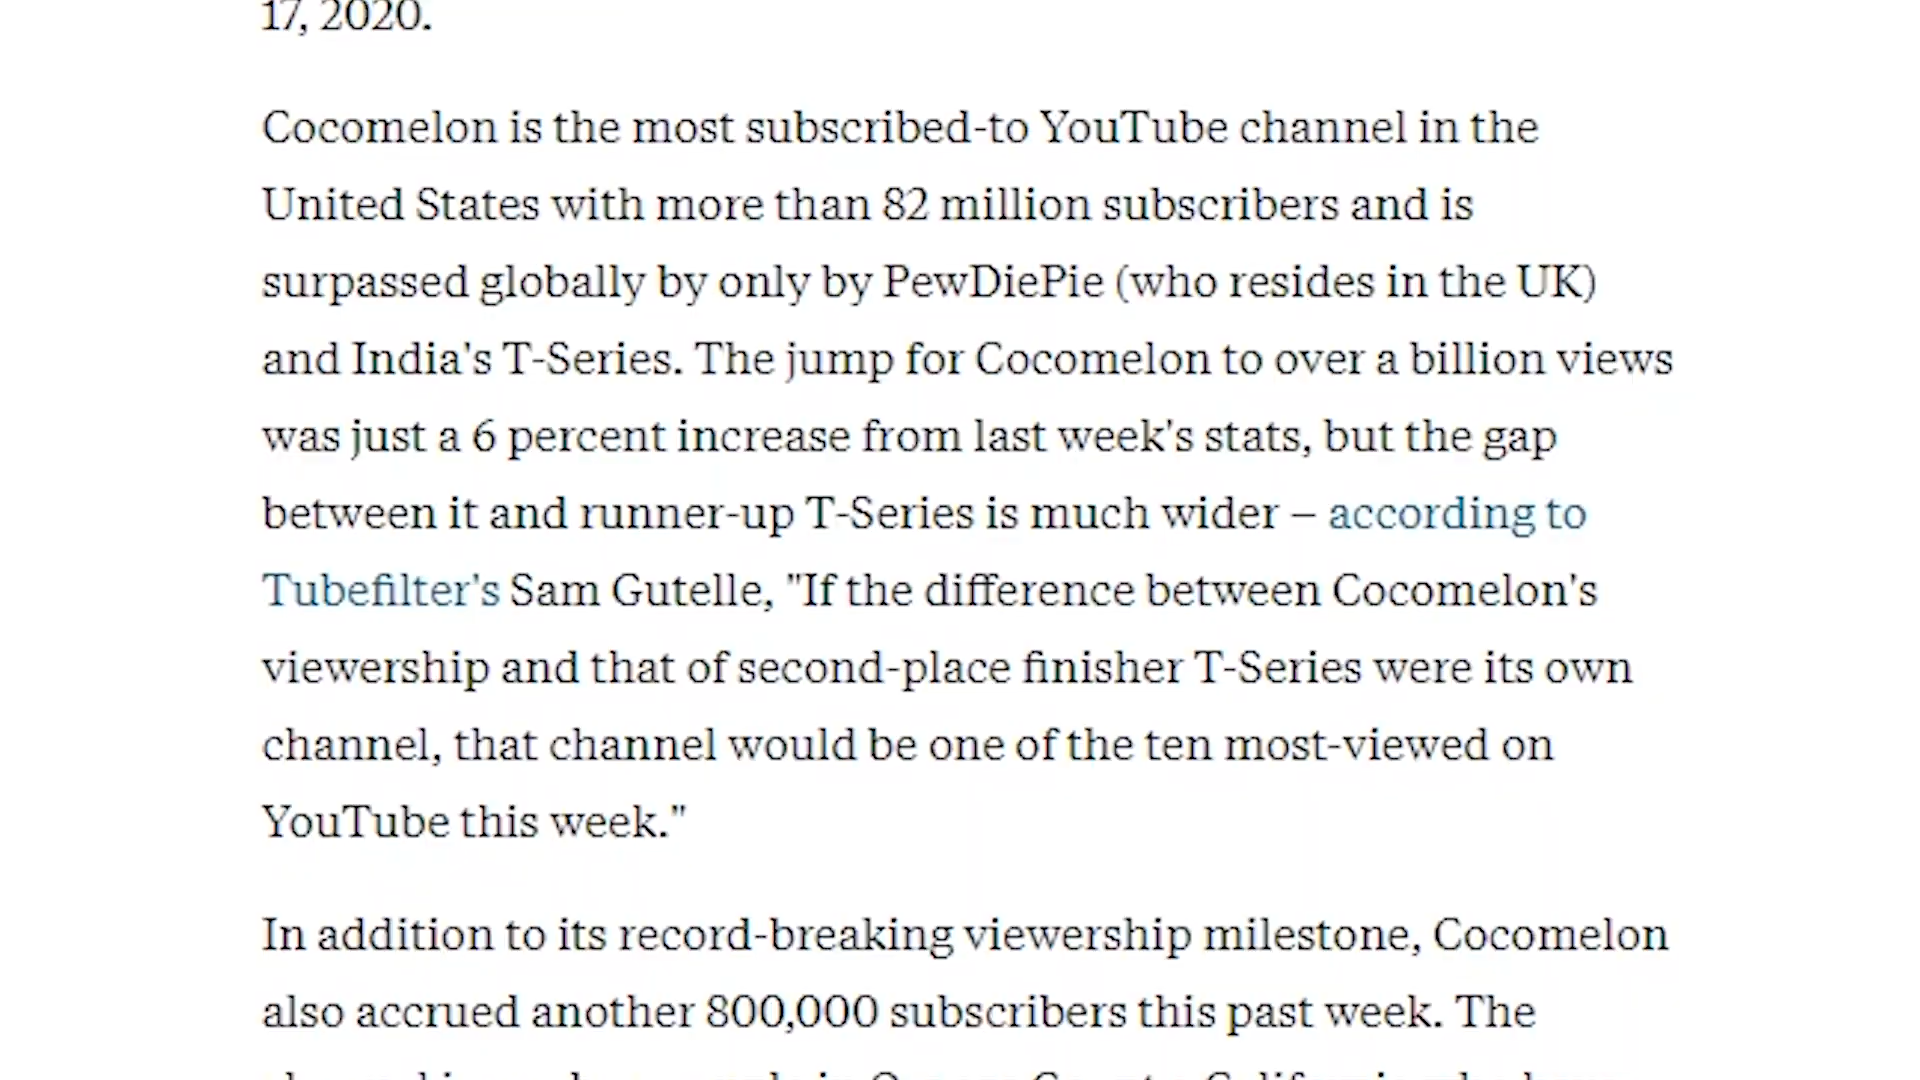 17, 2020.
Cocomelon is the most subscribed-to YouTube channel in the
United States with more than 82 million subscribers and is
surpassed globally by only by PewDiePie (who resides in the UK)
and India's T-Series. The jump for Cocomelon to over a billion views
was just a 6 percent increase from last week's stats, but the gap
between it and runner-up T-Series is much wider – according to
Tubefilter's Sam Gutelle, "If the difference between Cocomelon's
viewership and that of second-place finisher T-Series were its own
channel, that channel would be one of the ten most-viewed on
YouTube this week."
In addition to its record-breaking viewership milestone, Cocomelon
also accrued another 800,000 subscribers this past week. The